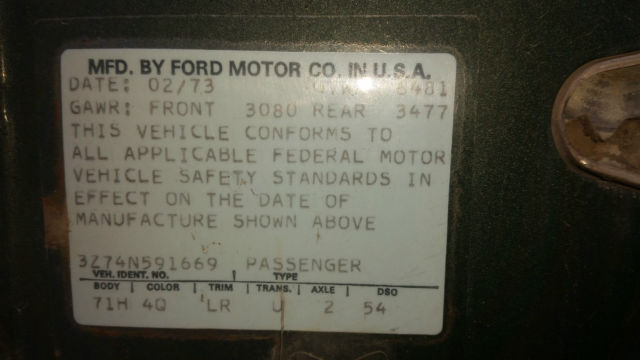 MFD. BY FORD MOTOR CO. IN U.S.A.
DATE: 02/73 6481
GAWR: FRONT 3080 REAR 3477
THIS VEHICLE CONFORMS TO
ALL APPLICABLE FEDERAL MOTOR
VEHICLE SAFETY STANDARDS IN
EFFECT ON THE DATE OF
MANUFACTURE SHOWN ABOVE
3Z74N591669 PASSENGER
VEH. IDENT. NO. TYPE
BODY COLOR TRIM TRANS. AXLE DSO
71H 4Q LR U 2 54